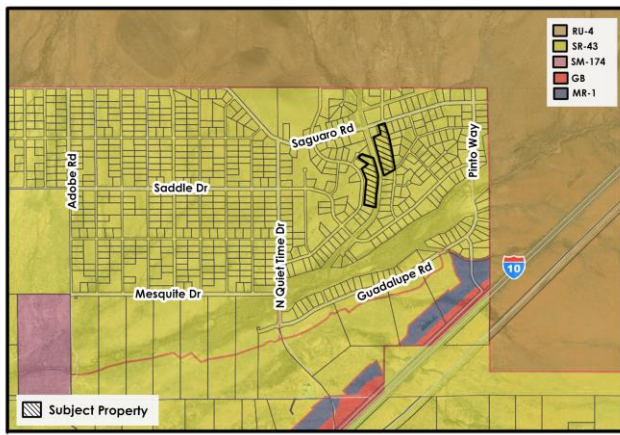 RU-4
SR-43
SM-174
GB
MR-1
Saguaro Rd
Pinto Way
Adobe Rd
Saddle Dr
N Quiet Time Dr
Guadalupe Rd
10
Mesquite Dr
Subject Property